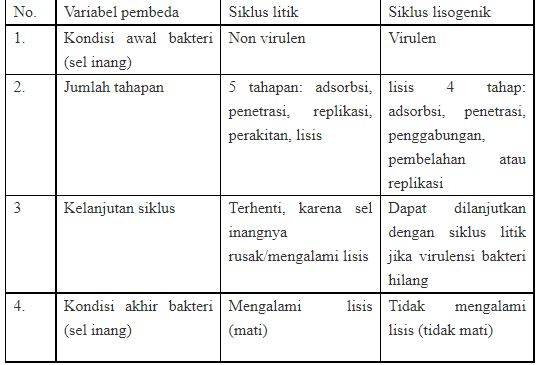 No. Variabel pembeda Siklus litik Siklus lisogenik
1. Kondisi awal bakteri (sel inang) Non virulen Virulen
2. Jumlah tahapan 5 tahapan: adsorbsi, penetrasi, replikasi, perakitan, lisis lisis 4 tahap: adsorbsi, penetrasi, penggabungan, pembelahan atau replikasi
3 Kelanjutan siklus Terhenti, karena sel inangnya rusak/mengalami lisis Dapat dilanjutkan dengan siklus litik jika virulensi bakteri hilang
4. Kondisi akhir bakteri (sel inang) Mengalami lisis (mati) Tidak mengalami lisis (tidak mati)